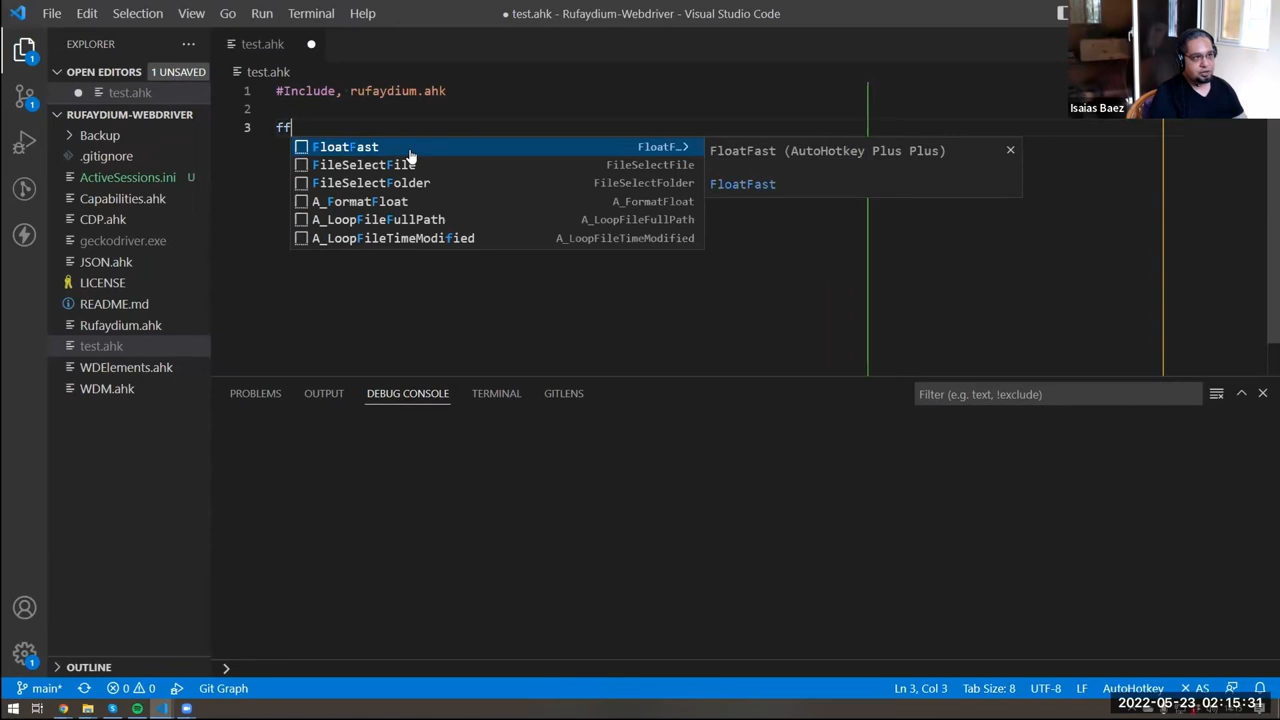 File Edit Selection View Go Run Terminal Help
● test.ahk - Rufaydium-Webdriver - Visual Studio Code
EXPLORER
OPEN EDITORS 1 UNSAVED
test.ahk
RUFAYDIUM-WEBDRIVER
Backup
.gitignore
ActiveSessions.ini
Capabilities.ahk
CDP.ahk
geckodriver.exe
JSON.ahk
LICENSE
README.md
Rufaydium.ahk
test.ahk
WDElements.ahk
WDM.ahk
OUTLINE
test.ahk
test.ahk
1 #Include, rufaydium.ahk
2
3 ff
FloatFast FloatF…>
FileSelectFile FileSelectFile
FileSelectFolder FileSelectFolder
A_FormatFloat A_FormatFloat
A_LoopFileFullPath A_LoopFileFullPath
A_LoopFileTimeModified A_LoopFileTimeModified
FloatFast (AutoHotkey Plus Plus)
FloatFast
Isaias Baez
PROBLEMS OUTPUT DEBUG CONSOLE TERMINAL GITLENS
Filter (e.g. text, !exclude)
main* 0 0 Git Graph
Ln 3, Col 3 Tab Size: 8 UTF-8 LF AutoHotkey AS
2022-05-23 02:15:31